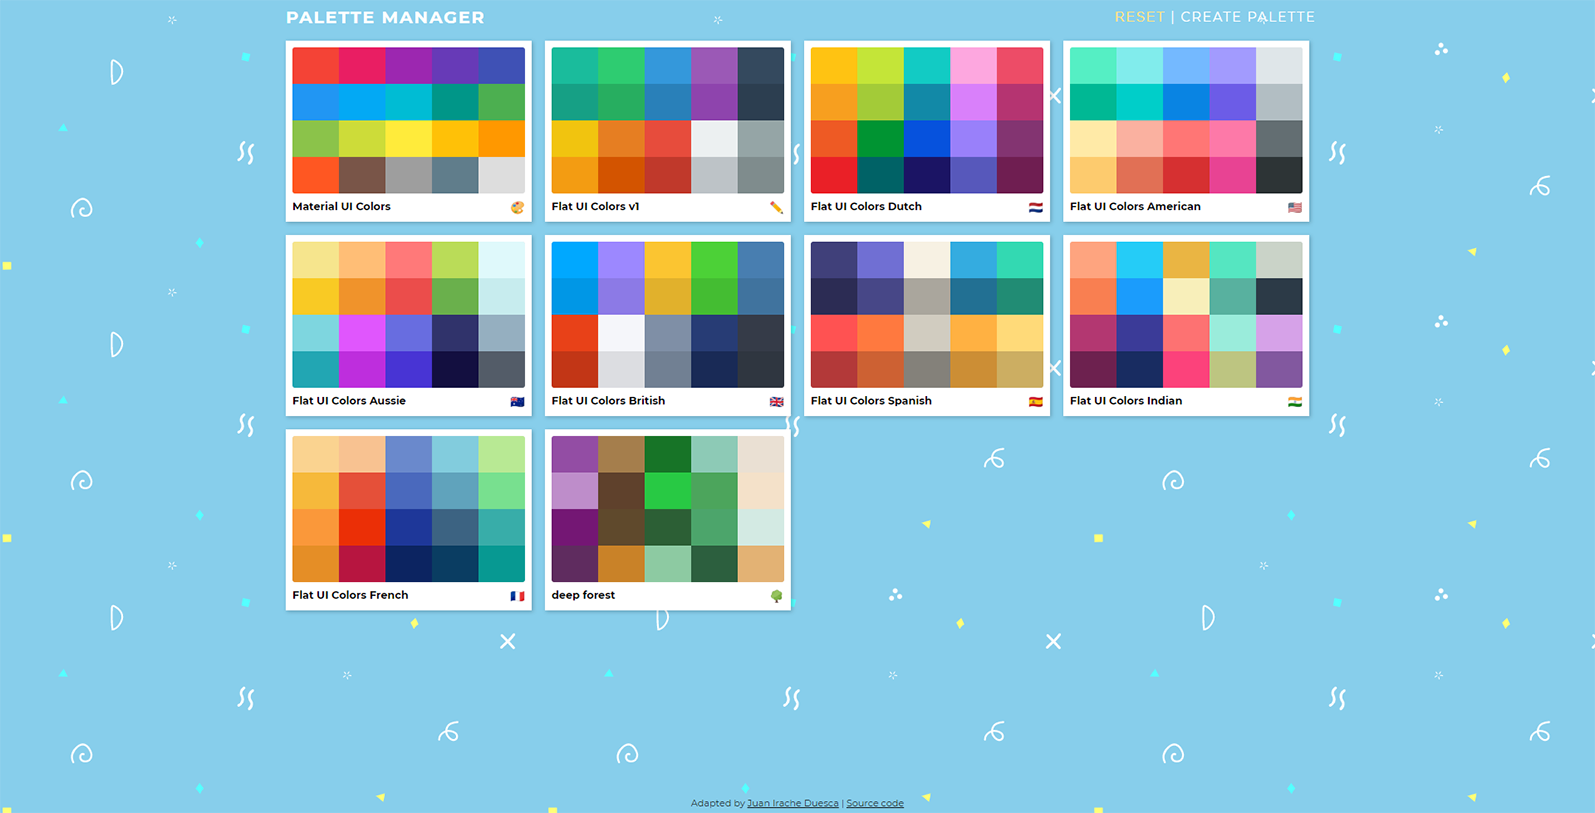 PALETTE MANAGER
RESET | CREATE PALETTE
Material UI Colors
Flat UI Colors v1
Flat UI Colors Dutch
Flat UI Colors American
Flat UI Colors Aussie
Flat UI Colors British
Flat UI Colors Spanish
Flat UI Colors Indian
Flat UI Colors French
deep forest
Adapted by Juan Irache Duesca | Source code